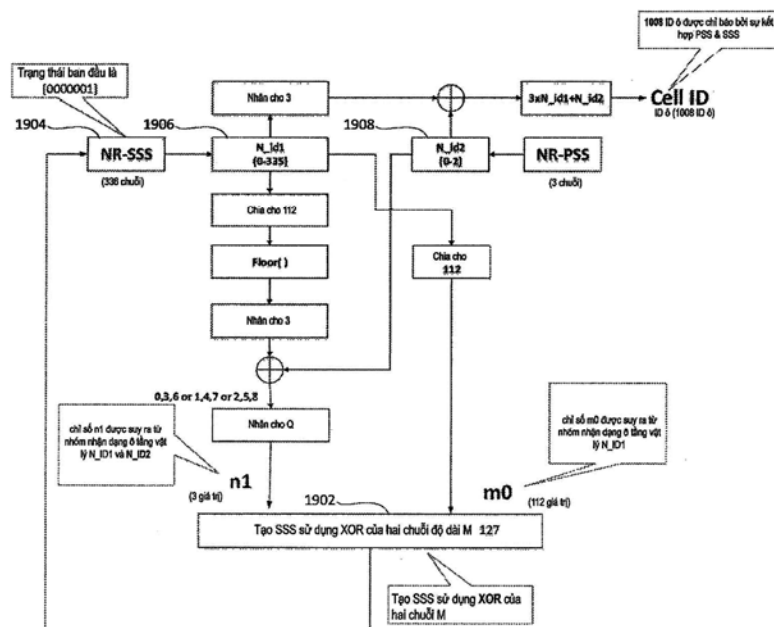 1008 ID ô được chỉ báo bởi sự kết
hợp PSS & SSS
Trạng thái ban đầu là
[0000001]
1904
1906
1908
Nhân cho 3
3xN_id1+N_id2
Cell ID
ID ô (1008 ID ô)
NR-SSS
(336 chuỗi)
N_id1
{0-335}
N_id2
{0-2}
NR-PSS
(3 chuỗi)
Chia cho 112
Chia cho
112
Floor( )
Nhân cho 3
0,3,6 or 1,4,7 or 2,5,8
Nhân cho Q
chỉ số n1 được suy ra từ
nhóm nhận dạng ô tầng vật
lý N_ID1 và N_ID2
chỉ số m0 được suy ra từ
nhóm nhận dạng ô tầng vật
lý N_ID1
n1
(3 giá trị)
m0
(112 giá trị)
1902
Tạo SSS sử dụng XOR của hai chuỗi độ dài M 127
Tạo SSS sử dụng XOR của
hai chuỗi M